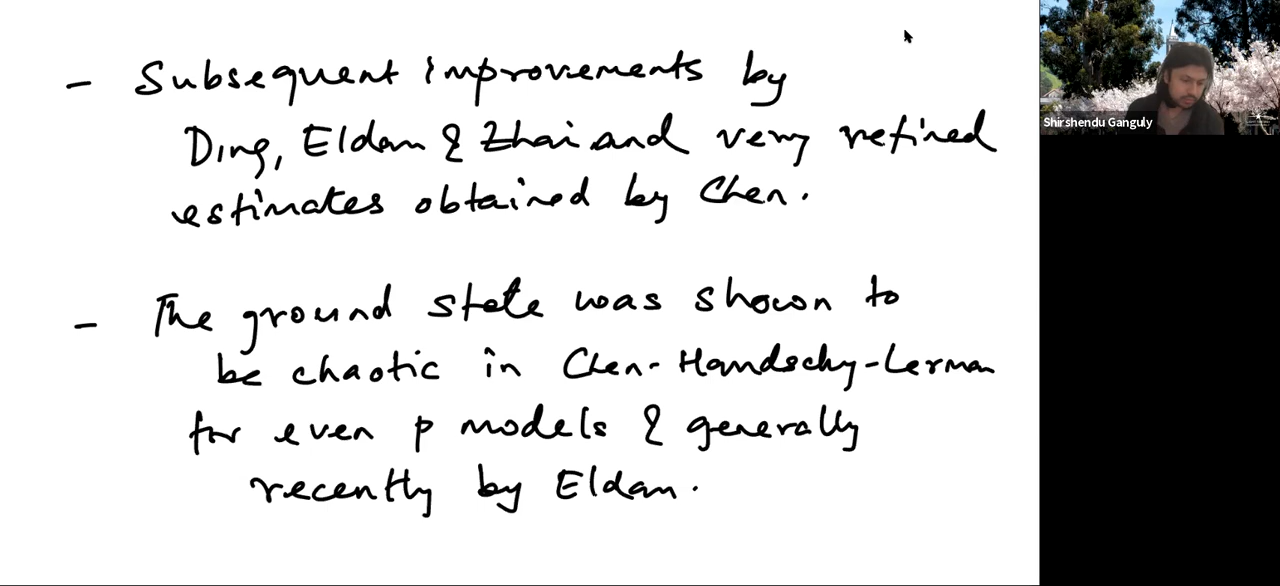 - Subsequent improvements by
Ding, Eldan & Zhai and very refined
estimates obtained by Chen.
- The ground state was shown to
be chaotic in Chen-Handschy-Lerman
for even p models & generally
recently by Eldan.
Shirshendu Ganguly